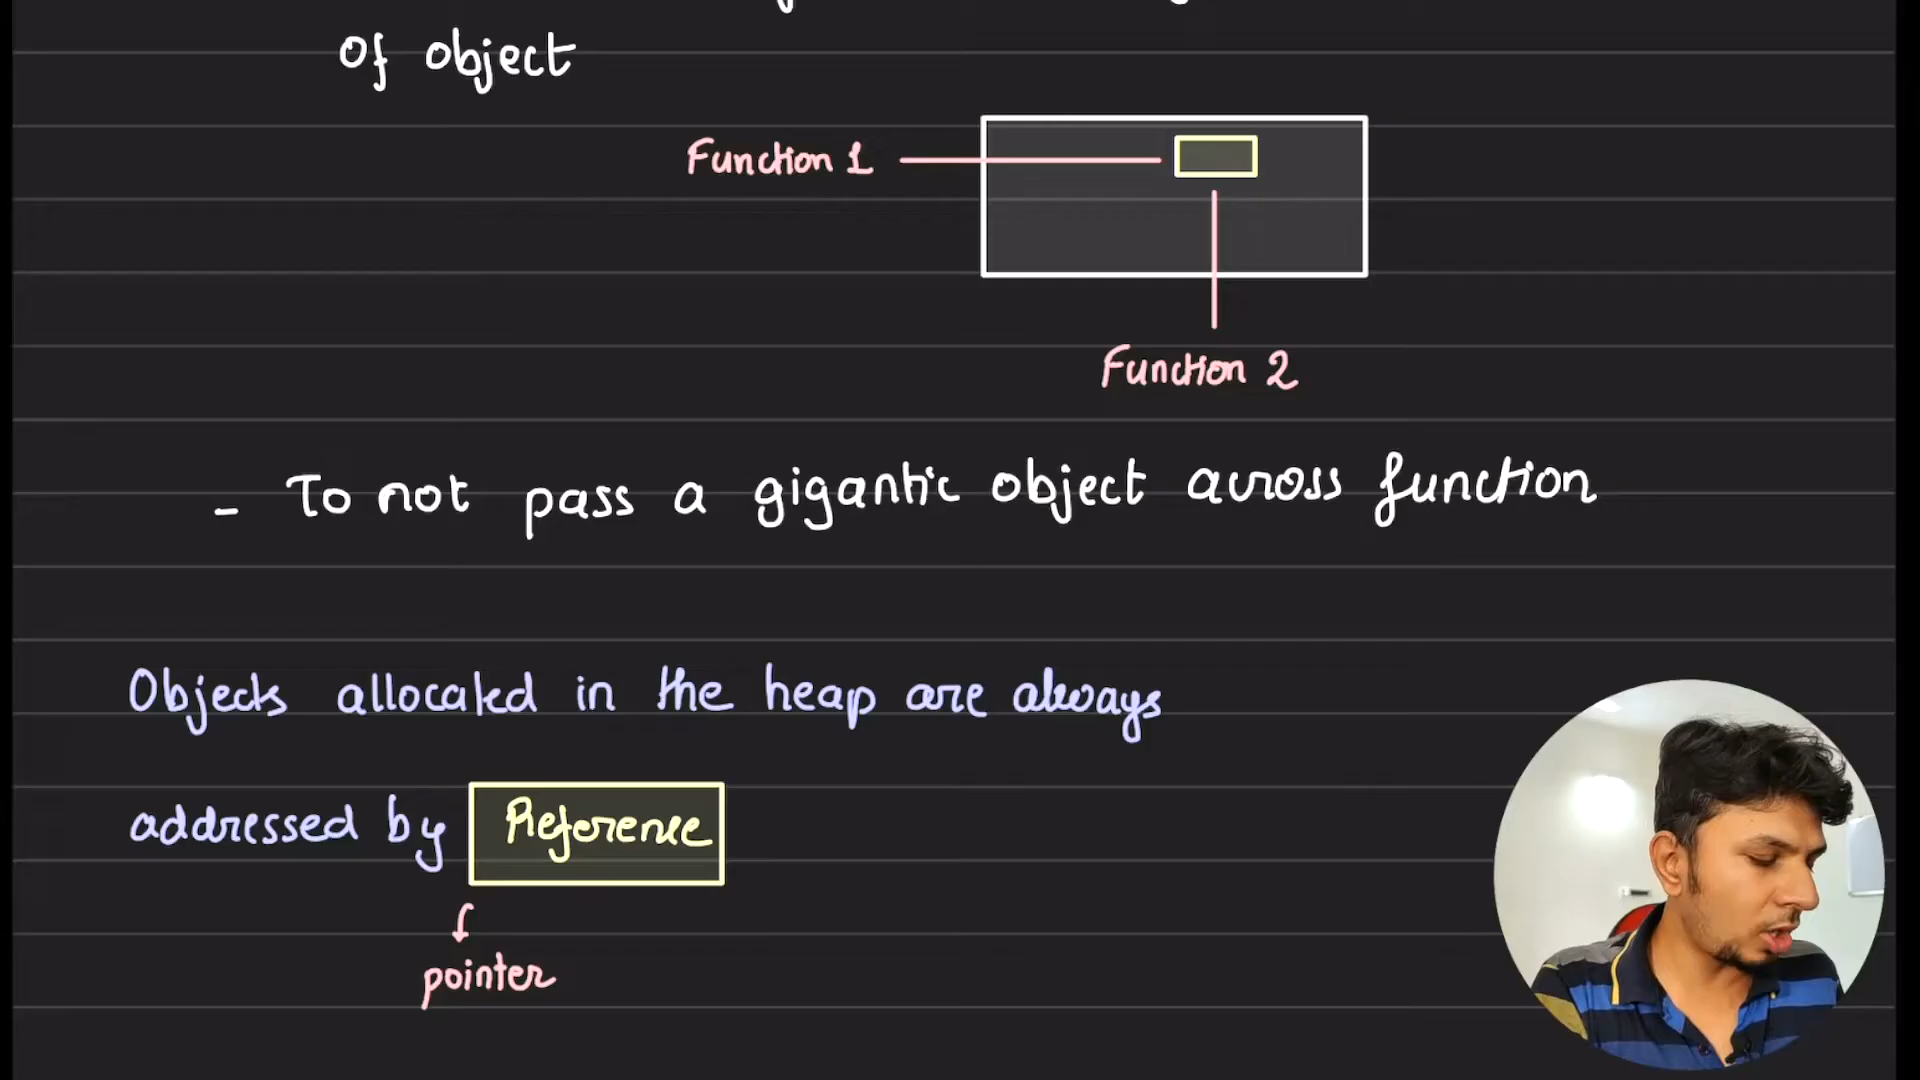 of object
Function 1
Function 2
- To not pass a gigantic object across function
Objects allocated in the heap are always
addressed by Reference
pointer